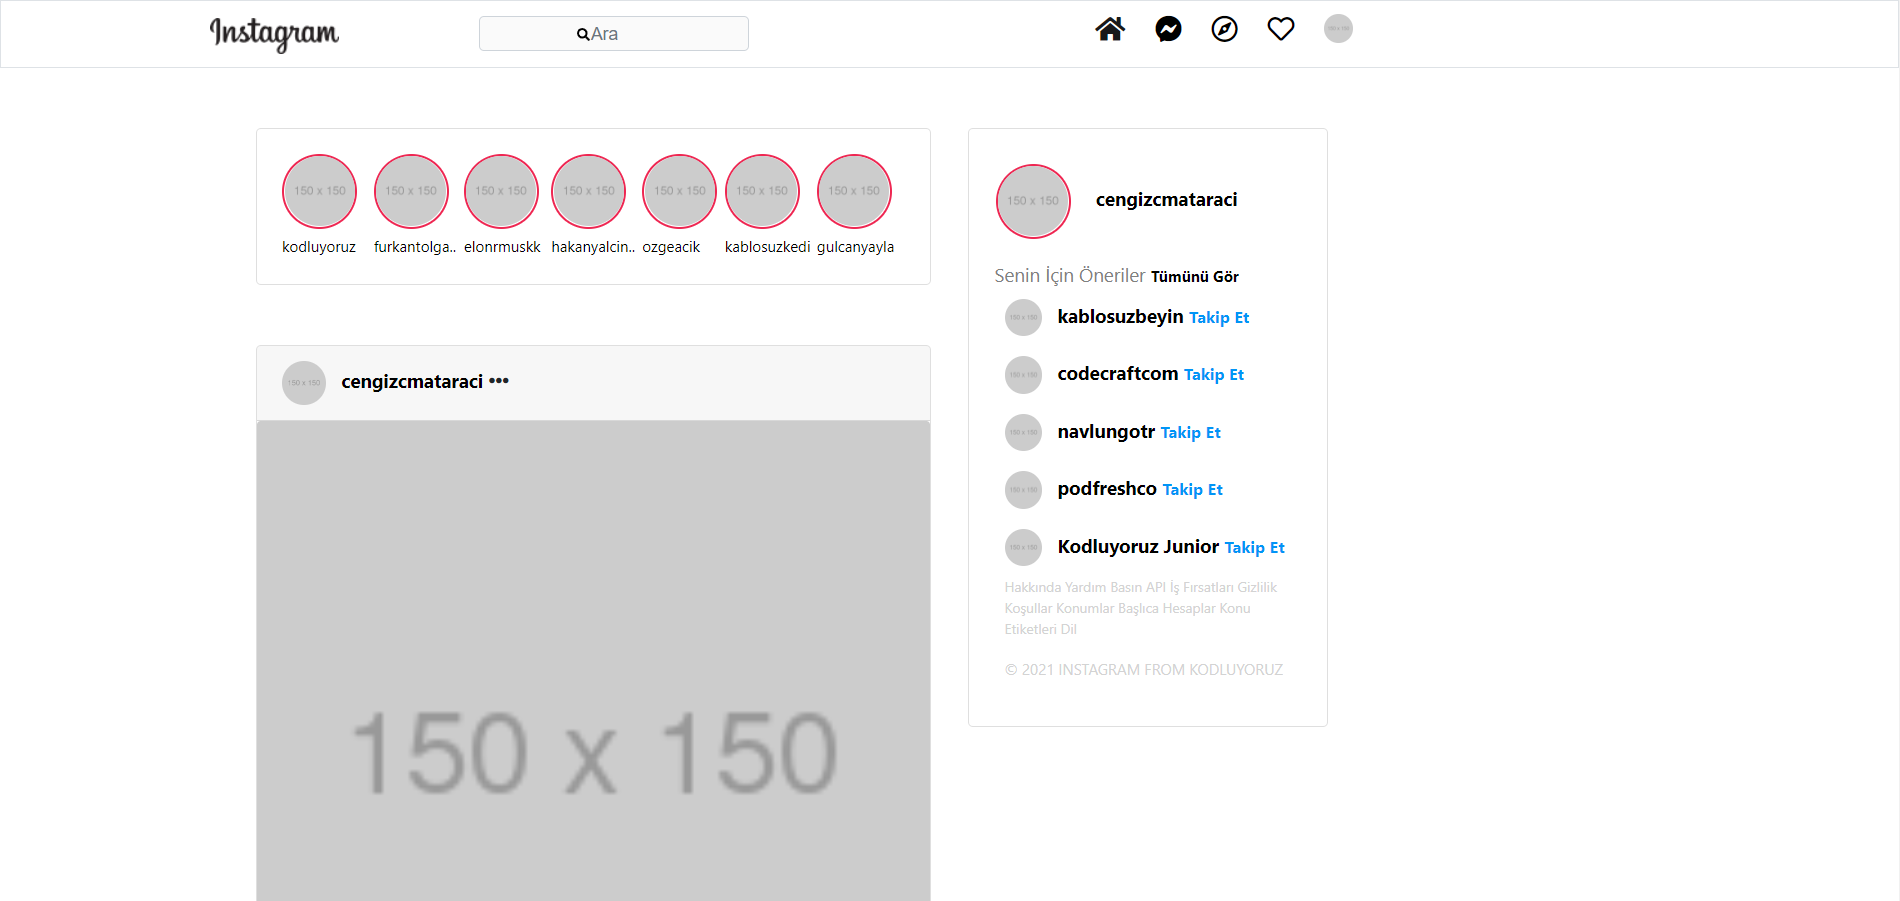 Instagram
Ara
150 x 150
150 x 150 150 x 150 150 x 150 150 x 150 150 x 150 150 x 150 150 x 150
kodluyoruz furkantolga.. elonrmuskk hakanyalcin.. ozgeacik kablosuzkedi gulcanyayla
150 x 150 cengizcmataraci •••
150 x 150
150 x 150 cengizcmataraci
Senin İçin Öneriler Tümünü Gör
150 x 150 kablosuzbeyin Takip Et
150 x 150 codecraftcom Takip Et
150 x 150 navlungotr Takip Et
150 x 150 podfreshco Takip Et
150 x 150 Kodluyoruz Junior Takip Et
Hakkında Yardım Basın API İş Fırsatları Gizlilik
Koşullar Konumlar Başlıca Hesaplar Konu
Etiketleri Dil
© 2021 INSTAGRAM FROM KODLUYORUZ